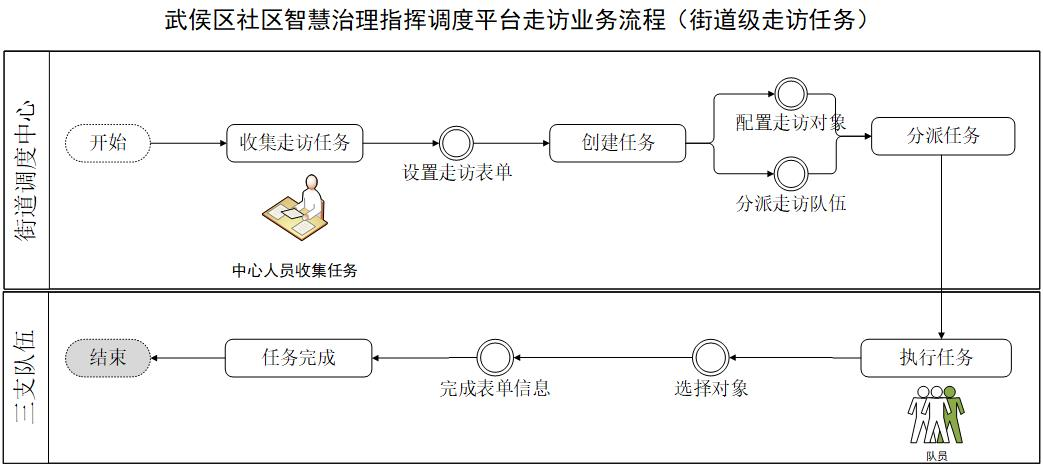 武侯区社区智慧治理指挥调度平台走访业务流程（街道级走访任务）
街道调度中心
开始
收集走访任务
中心人员收集任务
设置走访表单
创建任务
配置走访对象
分派走访队伍
分派任务
三支队伍
结束
任务完成
完成表单信息
选择对象
执行任务
队员